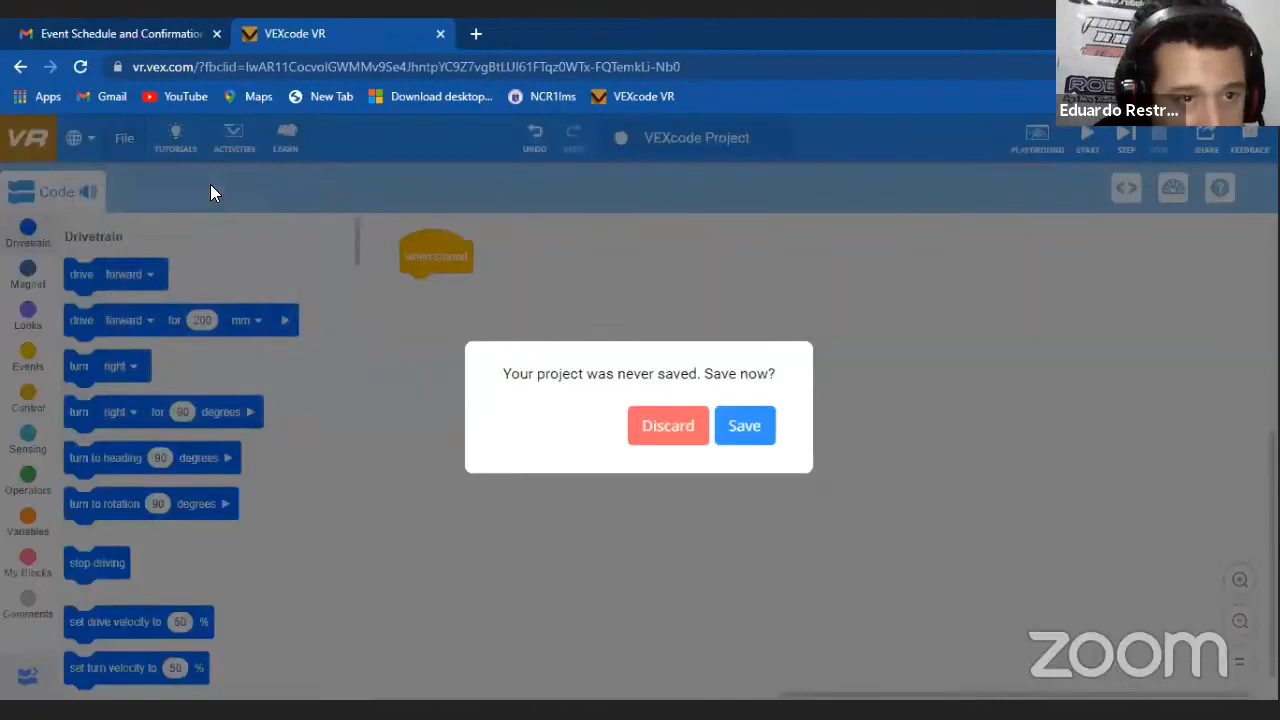 Event Schedule and Confirmation
VEXcode VR
vr.vex.com/?fbclid=IwAR11CocvolGWMMv9Se4JhntpYC9Z7vgBtLUl61FTqz0WTx-FQTemkLi-Nb0
Apps
Gmail
YouTube
Maps
New Tab
Download desktop...
NCR1lms
VEXcode VR
Eduardo Restr...
VR
File
TUTORIALS
ACTIVITIES
LEARN
UNDO
REDO
VEXcode Project
PLAYGROUND
START
STEP
SHARE
FEEDBACK
Code
Drivetrain
Magnet
Looks
Events
Control
Sensing
Operators
Variables
My Blocks
Comments
Drivetrain
drive forward
drive forward for 200 mm
turn right
turn right for 90 degrees
turn to heading 90 degrees
turn to rotation 90 degrees
stop driving
set drive velocity to 50 %
set turn velocity to 50 %
when started
Your project was never saved. Save now?
Discard
Save
zoom